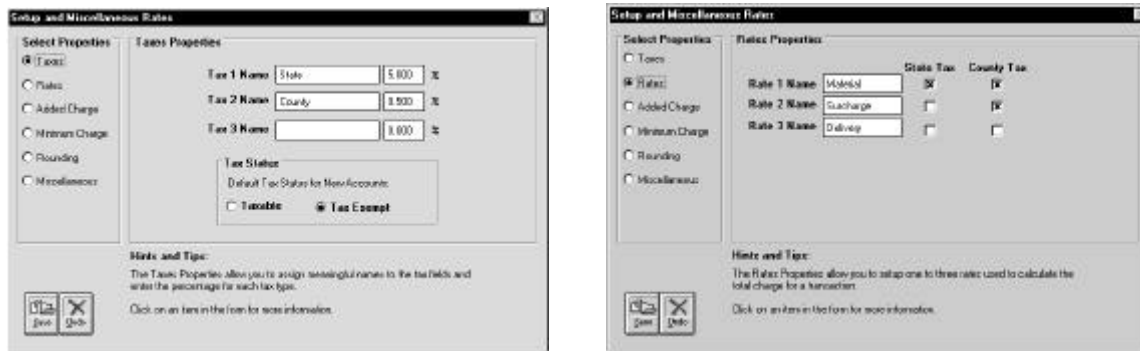 Setup and Miscellaneous Rates
Select Properties
Taxes
Rates
Added Charge
Minimum Charge
Rounding
Miscellaneous
Taxes Properties
Tax 1 Name State 5.000 %
Tax 2 Name County 0.500 %
Tax 3 Name 0.000 %
Tax Status
Default Tax Status for New Accounts
Taxable Tax Exempt
Hints and Tips:
The Taxes Properties allow you to assign meaningful names to the tax fields and
enter the percentage for each tax type.
Click on an item in the form for more information.
Save Undo
Setup and Miscellaneous Rates
Select Properties
Taxes
Rates
Added Charge
Minimum Charge
Rounding
Miscellaneous
Rates Properties
State Tax County Tax
Rate 1 Name Material
Rate 2 Name Surcharge
Rate 3 Name Delivery
Hints and Tips:
The Rates Properties allow you to setup one to three rates used to calculate the
total charge for a transaction.
Click on an item in the form for more information.
Save Undo